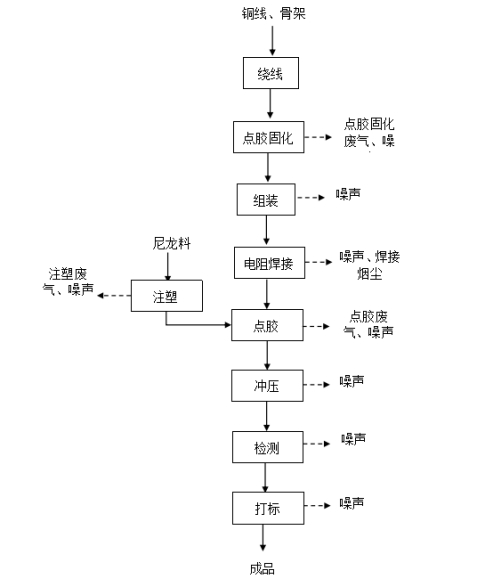 铜线、骨架
绕线
点胶固化
点胶固化
废气、噪
组装
噪声
尼龙料
电阻焊接
噪声、焊接
烟尘
注塑废
气、噪声
注塑
点胶
点胶废
气、噪声
冲压
噪声
检测
噪声
打标
噪声
成品